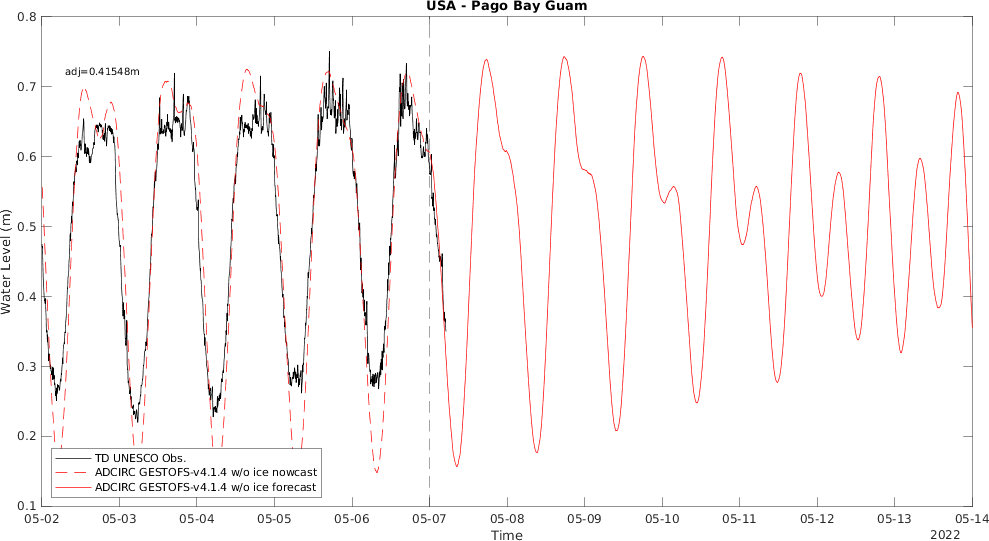 USA - Pago Bay Guam
0.8
adj=0.41548m
0.7
0.6
0.5
0.4
0.3
0.2
0.1
Water Level (m)
TD UNESCO Obs.
ADCIRC GESTOFS-v4.1.4 w/o ice nowcast
ADCIRC GESTOFS-v4.1.4 w/o ice forecast
05-02 05-03 05-04 05-05 05-06 05-07 05-08 05-09 05-10 05-11 05-12 05-13 05-14
Time
2022